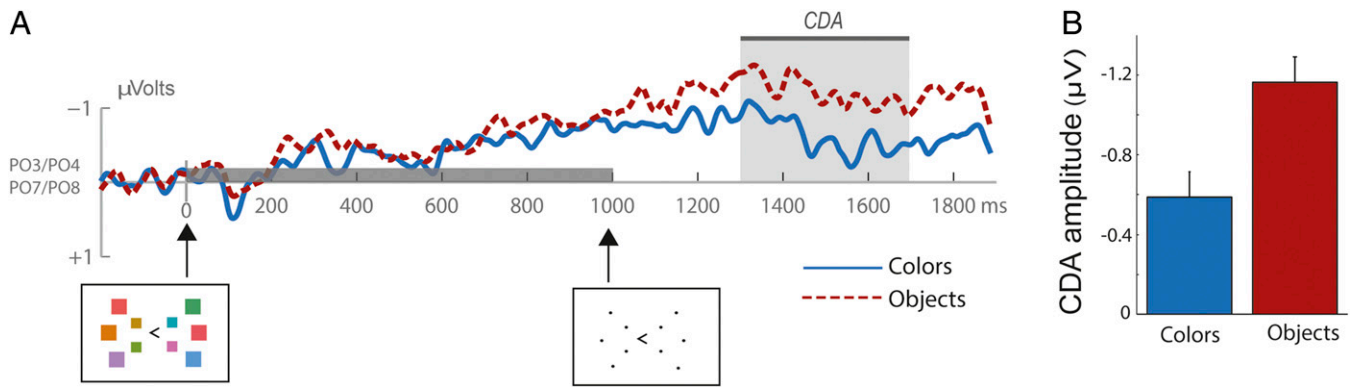 A
CDA
µVolts
-1
PO3/PO4
PO7/PO8
0 200 400 600 800 1000 1200 1400 1600 1800 ms
+1
Colors
Objects
<
<
B
CDA amplitude (µV)
-1.2
-0.8
-0.4
0
Colors Objects